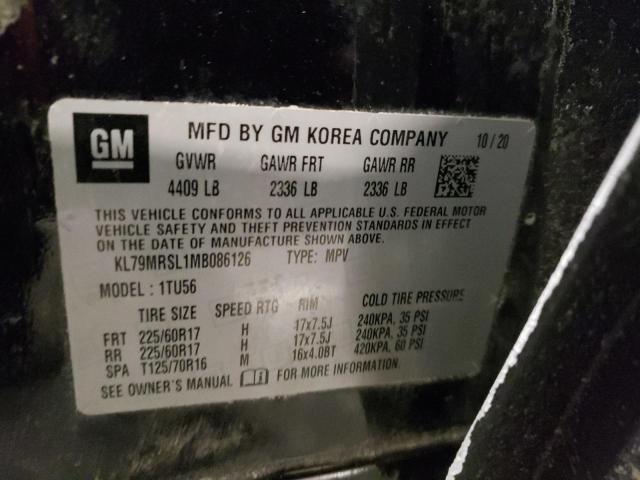 GM MFD BY GM KOREA COMPANY 10/20
GVWR GAWR FRT GAWR RR
4409 LB 2336 LB 2336 LB
THIS VEHICLE CONFORMS TO ALL APPLICABLE U.S. FEDERAL MOTOR
VEHICLE SAFETY AND THEFT PREVENTION STANDARDS IN EFFECT
ON THE DATE OF MANUFACTURE SHOWN ABOVE.
KL79MRSL1MB086126 TYPE: MPV
MODEL: 1TU56
TIRE SIZE SPEED RTG RIM COLD TIRE PRESSURE
FRT 225/60R17 H 17x7.5J 240KPA, 35 PSI
RR 225/60R17 H 17x7.5J 240KPA, 35 PSI
SPA T125/70R16 M 16x4.0BT 420KPA, 60 PSI
SEE OWNER'S MANUAL FOR MORE INFORMATION.